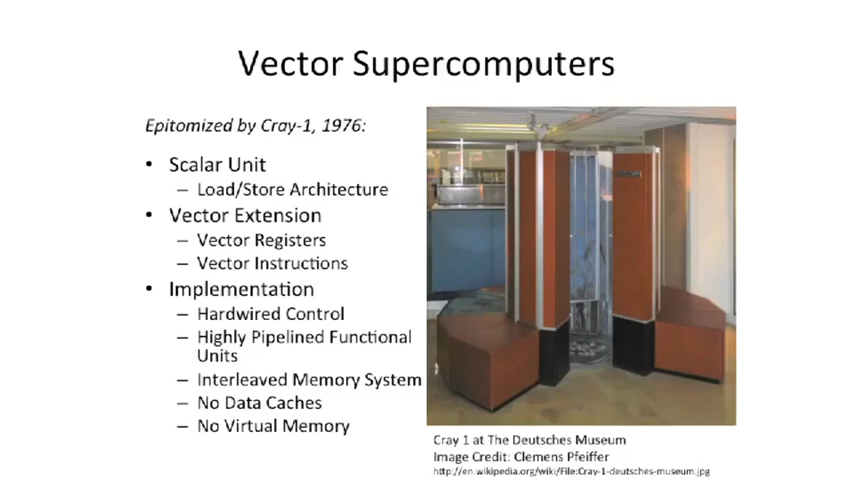 Vector Supercomputers
Epitomized by Cray-1, 1976:
• Scalar Unit
– Load/Store Architecture
• Vector Extension
– Vector Registers
– Vector Instructions
• Implementation
– Hardwired Control
– Highly Pipelined Functional
Units
– Interleaved Memory System
– No Data Caches
– No Virtual Memory
Cray 1 at The Deutsches Museum
Image Credit: Clemens Pfeiffer
http://en.wikipedia.org/wiki/File:Cray-1-deutsches-museum.jpg